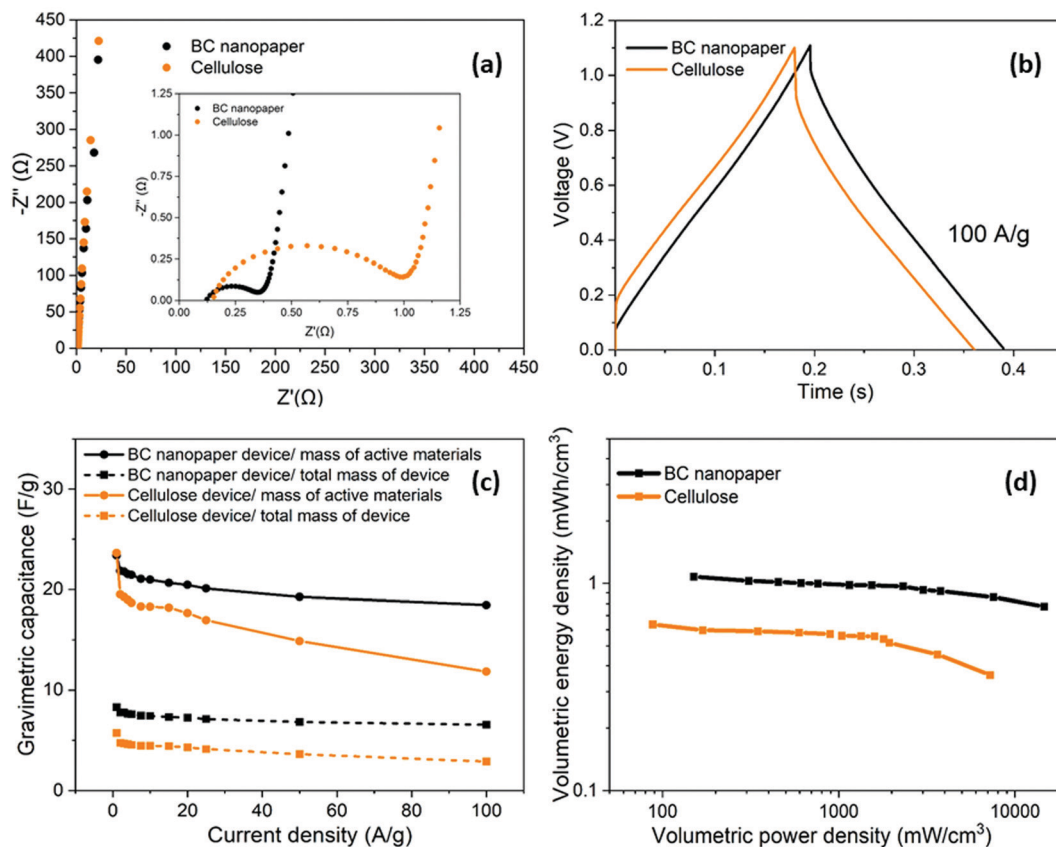 (a)
BC nanopaper
Cellulose
-Z'' (Ω)
450
400
350
300
250
200
150
100
50
0
0 50 100 150 200 250 300 350 400 450
Z'(Ω)
BC nanopaper
Cellulose
-Z'' (Ω)
1.25
1.00
0.75
0.50
0.25
0.00
0.00 0.25 0.50 0.75 1.00 1.25
Z'(Ω)
(b)
BC nanopaper
Cellulose
100 A/g
Voltage (V)
1.2
1.0
0.8
0.6
0.4
0.2
0.0
0.0 0.1 0.2 0.3 0.4
Time (s)
(c)
BC nanopaper device/ mass of active materials
BC nanopaper device/ total mass of device
Cellulose device/ mass of active materials
Cellulose device/ total mass of device
Gravimetric capacitance (F/g)
30
20
10
0
0 20 40 60 80 100
Current density (A/g)
(d)
BC nanopaper
Cellulose
Volumetric energy density (mWh/cm³)
1
0.1
100 1000 10000
Volumetric power density (mW/cm³)